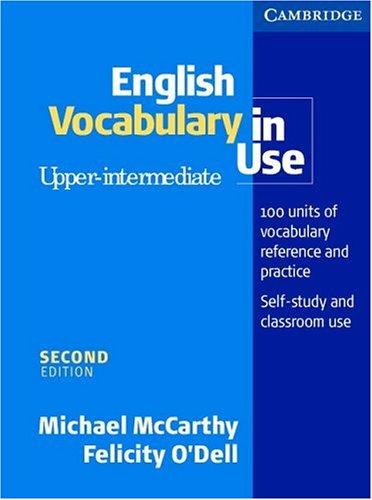 CAMBRIDGE
English
Vocabulary in
Upper-intermediate Use
100 units of
vocabulary
reference and
practice
Self-study and
classroom use
SECOND
EDITION
Michael McCarthy
Felicity O'Dell